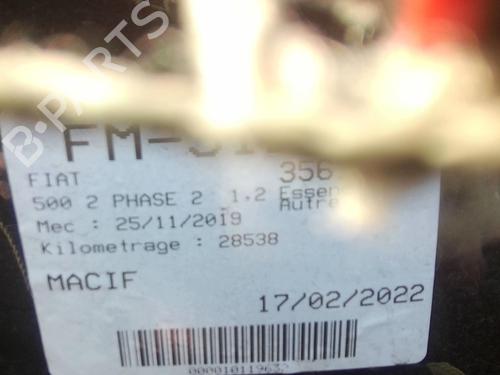 B-PARTS
FIAT
356
500 2 PHASE 2 1.2 Essen
Autre
Mec : 25/11/2019
Kilometrage : 28538
MACIF
17/02/2022